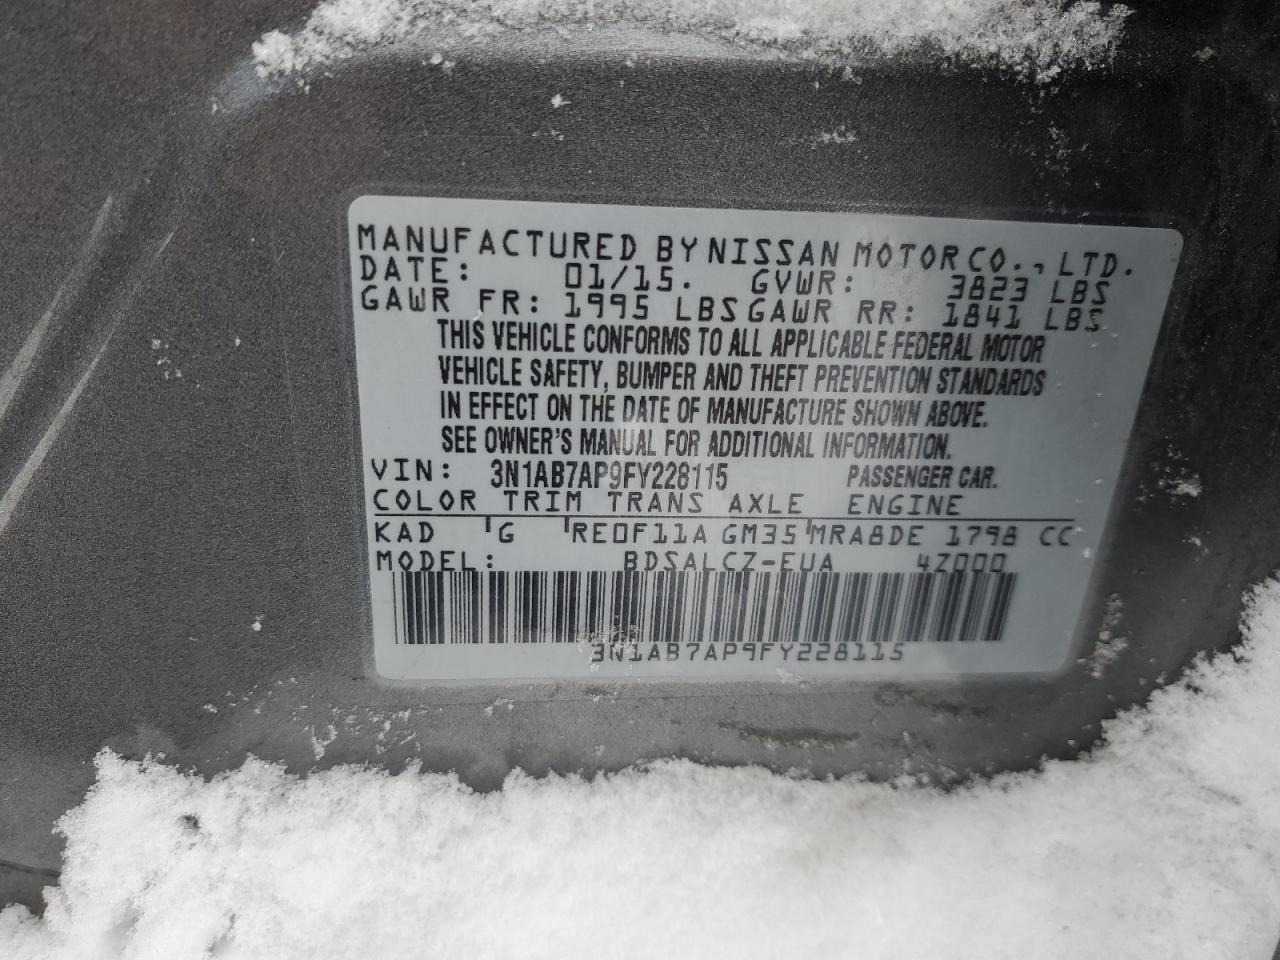 MANUFACTURED BY NISSAN MOTOR CO., LTD.
DATE: 01/15. GVWR: 3823 LBS
GAWR FR: 1995 LBS GAWR RR: 1841 LBS
THIS VEHICLE CONFORMS TO ALL APPLICABLE FEDERAL MOTOR
VEHICLE SAFETY, BUMPER AND THEFT PREVENTION STANDARDS
IN EFFECT ON THE DATE OF MANUFACTURE SHOWN ABOVE.
SEE OWNER'S MANUAL FOR ADDITIONAL INFORMATION.
VIN: 3N1AB7AP9FY228115 PASSENGER CAR.
COLOR TRIM TRANS AXLE ENGINE
KAD G RE0F11A GM35 MRA8DE 1798 CC
MODEL: BDSALCZ-EUA 4Z000
3N1AB7AP9FY228115